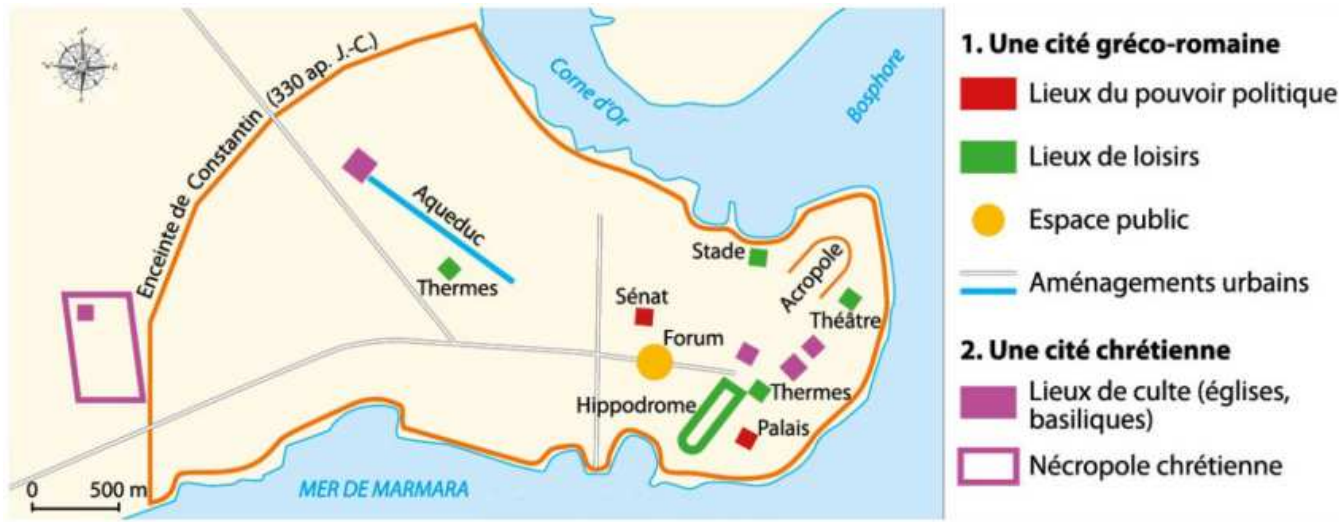 Enceinte de Constantin (330 ap. J.-C.)
Corne d'Or
Bosphore
Aqueduc
Thermes
Stade
Acropole
Sénat
Théâtre
Forum
Thermes
Hippodrome
Palais
MER DE MARMARA
0 500 m
1. Une cité gréco-romaine
Lieux du pouvoir politique
Lieux de loisirs
Espace public
Aménagements urbains
2. Une cité chrétienne
Lieux de culte (églises,
basiliques)
Nécropole chrétienne